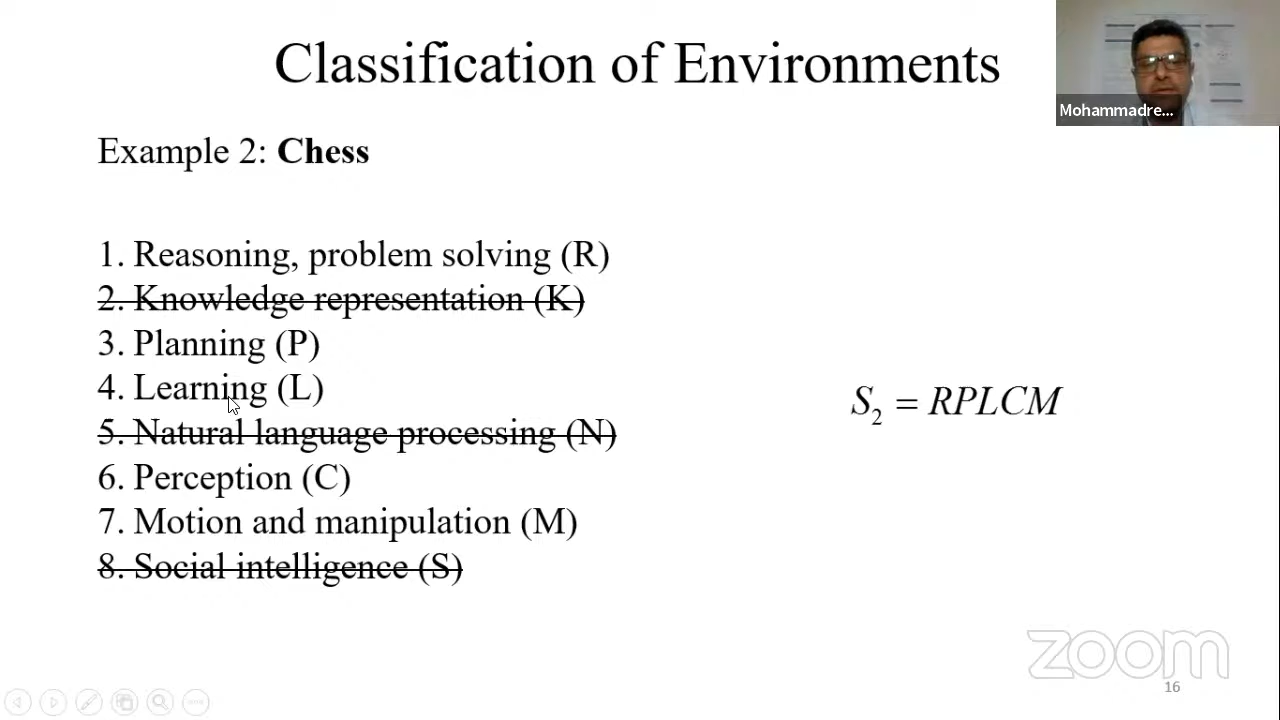 Classification of Environments
Mohammadre...
Example 2: Chess
1. Reasoning, problem solving (R)
2. Knowledge representation (K)
3. Planning (P)
4. Learning (L)
5. Natural language processing (N)
6. Perception (C)
7. Motion and manipulation (M)
8. Social intelligence (S)
S₂ = RPLCM
zoom
16